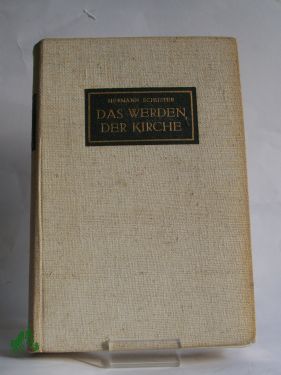 HERMANN SCHUSTER
DAS WERDEN
DER KIRCHE